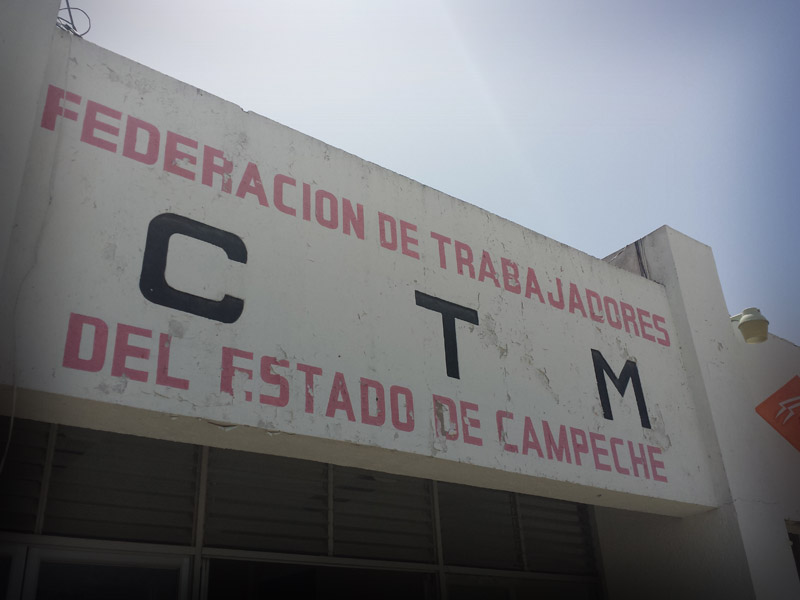 FEDERACION DE TRABAJADORES
C T M
DEL ESTADO DE CAMPECHE